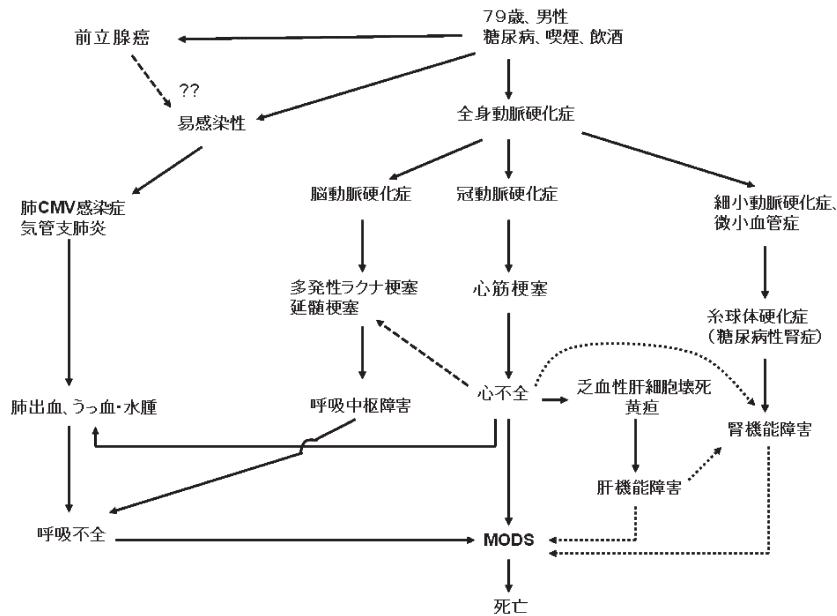 79歳、男性
糖尿病、喫煙、飲酒
前立腺癌
??
易感染性
全身動脈硬化症
脳動脈硬化症
冠動脈硬化症
細小動脈硬化症、
微小血管症
肺CMV感染症
気管支肺炎
多発性ラクナ梗塞
延髄梗塞
心筋梗塞
糸球体硬化症
(糖尿病性腎症)
肺出血、うっ血・水腫
呼吸中枢障害
心不全
乏血性肝細胞壊死
黄疸
腎機能障害
肝機能障害
呼吸不全
MODS
死亡